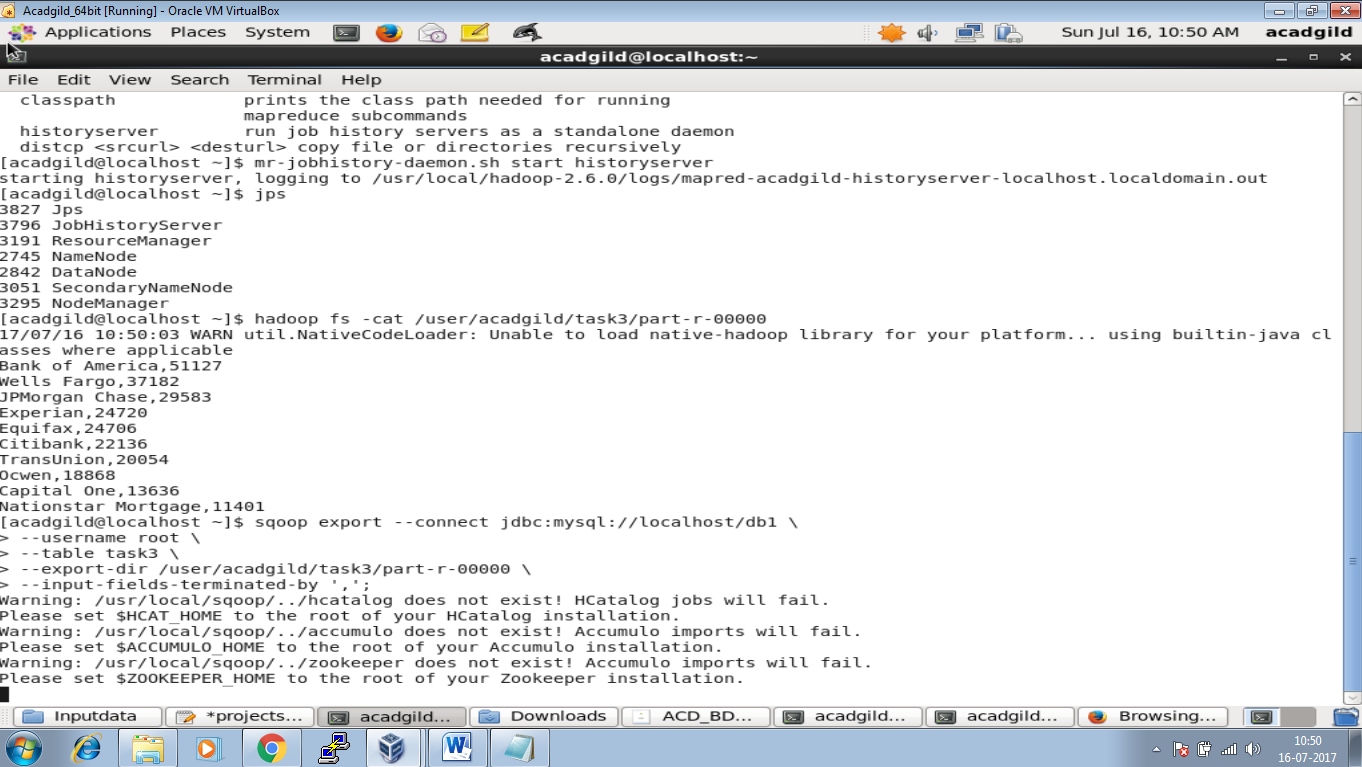 Acadgild_64bit [Running] - Oracle VM VirtualBox
Applications Places System Sun Jul 16, 10:50 AM acadgild
acadgild@localhost:~
File Edit View Search Terminal Help
classpath prints the class path needed for running
mapreduce subcommands
historyserver run job history servers as a standalone daemon
distcp <srcurl> <desturl> copy file or directories recursively
[acadgild@localhost ~]$ mr-jobhistory-daemon.sh start historyserver
starting historyserver, logging to /usr/local/hadoop-2.6.0/logs/mapred-acadgild-historyserver-localhost.localdomain.out
[acadgild@localhost ~]$ jps
3827 Jps
3796 JobHistoryServer
3191 ResourceManager
2745 NameNode
2842 DataNode
3051 SecondaryNameNode
3295 NodeManager
[acadgild@localhost ~]$ hadoop fs -cat /user/acadgild/task3/part-r-00000
17/07/16 10:50:03 WARN util.NativeCodeLoader: Unable to load native-hadoop library for your platform... using builtin-java cl
asses where applicable
Bank of America,51127
Wells Fargo,37182
JPMorgan Chase,29583
Experian,24720
Equifax,24706
Citibank,22136
TransUnion,20054
Ocwen,18868
Capital One,13636
Nationstar Mortgage,11401
[acadgild@localhost ~]$ sqoop export --connect jdbc:mysql://localhost/db1 \
> --username root \
> --table task3 \
> --export-dir /user/acadgild/task3/part-r-00000 \
> --input-fields-terminated-by ',';
Warning: /usr/local/sqoop/../hcatalog does not exist! HCatalog jobs will fail.
Please set $HCAT_HOME to the root of your HCatalog installation.
Warning: /usr/local/sqoop/../accumulo does not exist! Accumulo imports will fail.
Please set $ACCUMULO_HOME to the root of your Accumulo installation.
Warning: /usr/local/sqoop/../zookeeper does not exist! Accumulo imports will fail.
Please set $ZOOKEEPER_HOME to the root of your Zookeeper installation.
Inputdata *projects... acadgild... Downloads ACD_BD... acadgild... acadgild... Browsing...
10:50
16-07-2017